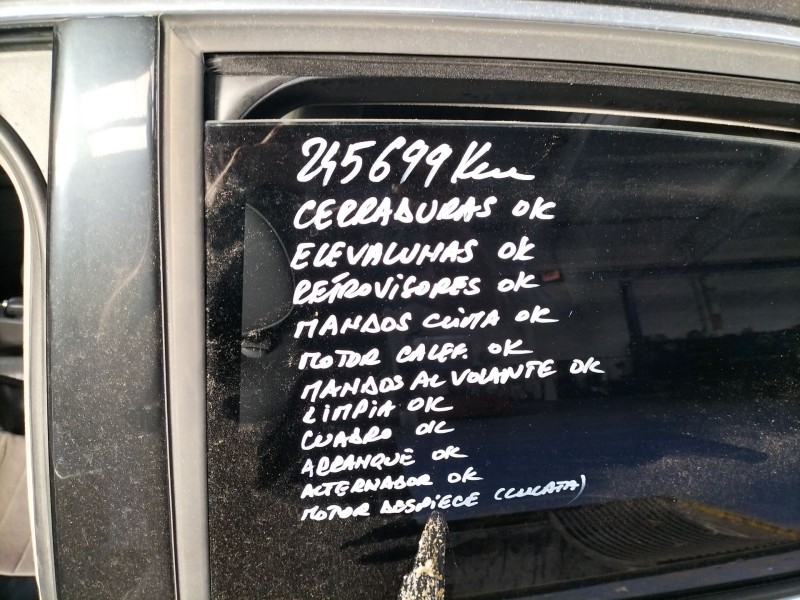 245699 Km
CERRADURAS OK
ELEVALUNAS OK
RETROVISORES OK
MANDOS CLIMA OK
MOTOR CALEF. OK
MANDOS AL VOLANTE OK
LIMPIA OK
CUADRO OK
ARRANQUE OK
ALTERNADOR OK
MOTOR DESPIECE (CULATA)